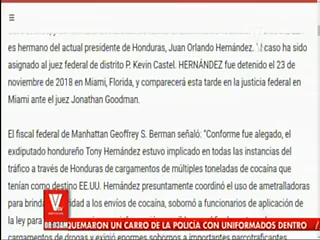 es hermano del actual presidente de Honduras, Juan Orlando Hernández. caso ha sido
asignado al juez federal de distrito P. Kevin Castel. HERNÁNDEZ fue detenido el 23
de noviembre de 2018 en Miami, Florida, y comparecerá esta tarde en la justicia federal
en Miami ante el juez Jonathan Goodman.
El fiscal federal de Manhattan Geoffrey S. Berman señaló: "Conforme fue alegado, el
exdiputado hondureño Tony Hernández estuvo implicado en todas las instancias del
tráfico a través de Honduras de cargamentos de múltiples toneladas de cocaína que
tenían como destino EE.UU. Hernández presuntamente coordinó el uso de ametralladoras
para brinda a los envíos de cocaína, sobornó a funcionarios de aplicación de
la ley para
cargamentos de drogas y exigió enormes sobornos a importantes narcotraficantes
QUEMARON UN CARRO DE LA POLICÍA CON UNIFORMADOS DENTRO